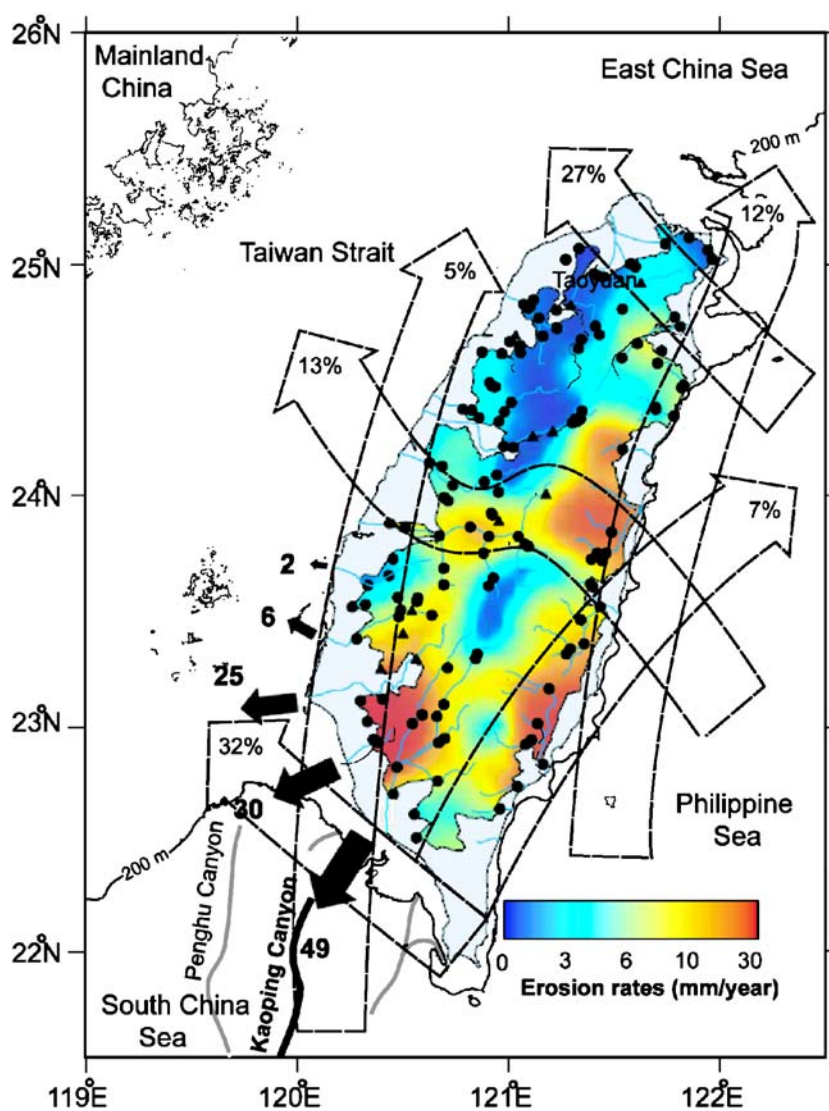 26°N
Mainland
China
East China Sea
200 m
27%
12%
Taiwan Strait
25°N
5%
Taoyuan
13%
24°N
7%
2
6
25
23°N
32%
30
Philippine
Sea
200 m
Penghu Canyon
Kaoping Canyon
49
22°N
0 3 6 10 30
Erosion rates (mm/year)
South China
Sea
119°E 120°E 121°E 122°E